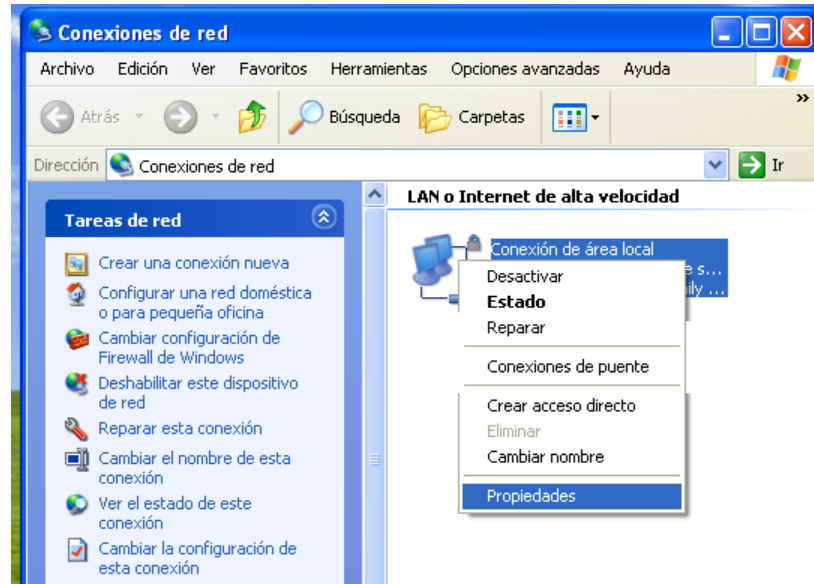 Conexiones de red
Archivo Edición Ver Favoritos Herramientas Opciones avanzadas Ayuda
Atrás Búsqueda Carpetas »
Dirección Conexiones de red Ir
LAN o Internet de alta velocidad
Tareas de red
Crear una conexión nueva
Configurar una red doméstica
o para pequeña oficina
Cambiar configuración de
Firewall de Windows
Deshabilitar este dispositivo
de red
Reparar esta conexión
Cambiar el nombre de esta
conexión
Ver el estado de este
conexión
Cambiar la configuración de
esta conexión
Conexión de área local
Desactivar
Estado
Reparar
Conexiones de puente
Crear acceso directo
Eliminar
Cambiar nombre
Propiedades